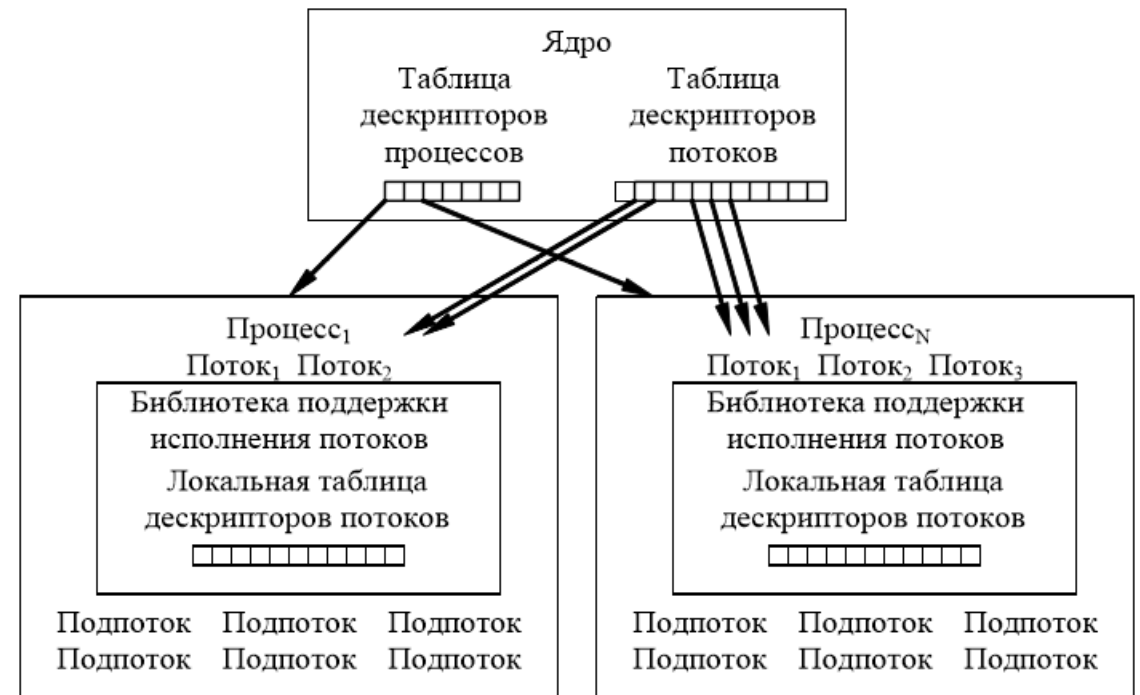 Ядро
Таблица
дескрипторов
процессов
Таблица
дескрипторов
потоков
Процесс₁
Поток₁ Поток₂
Библиотека поддержки
исполнения потоков
Локальная таблица
дескрипторов потоков
Подпоток Подпоток Подпоток
Подпоток Подпоток Подпоток
Процесс_N
Поток₁ Поток₂ Поток₃
Библиотека поддержки
исполнения потоков
Локальная таблица
дескрипторов потоков
Подпоток Подпоток Подпоток
Подпоток Подпоток Подпоток